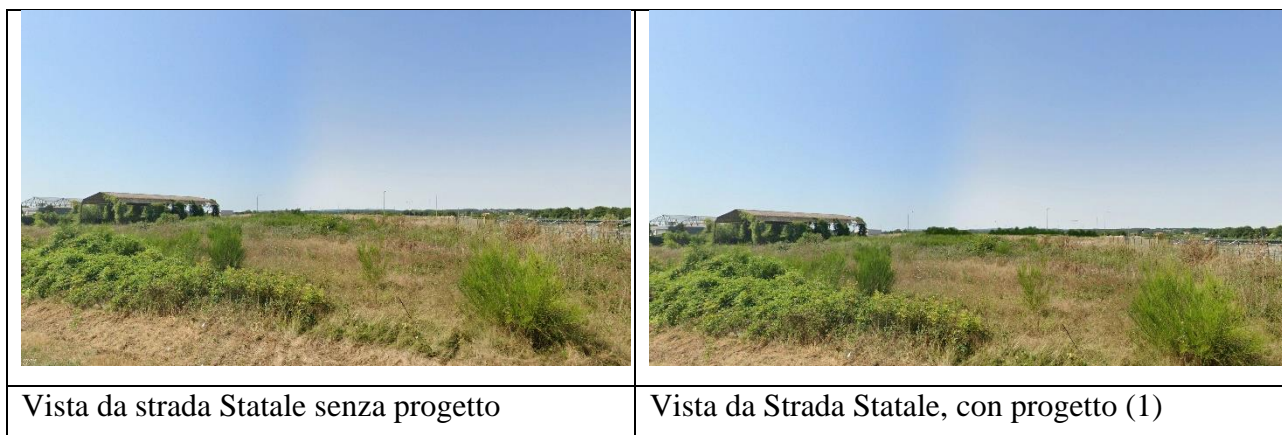 Vista da strada Statale senza progetto
Vista da Strada Statale, con progetto (1)